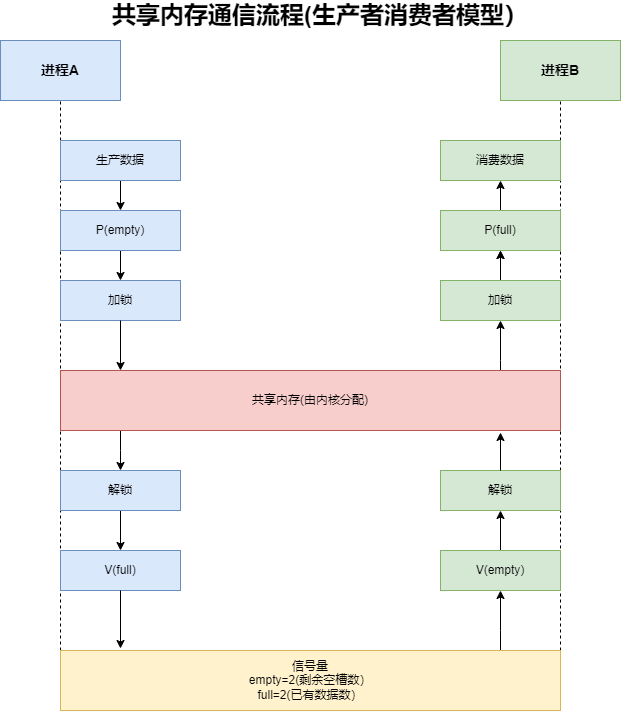 共享内存通信流程(生产者消费者模型)
进程A
进程B
生产数据
消费数据
P(empty)
P(full)
加锁
加锁
共享内存(由内核分配)
解锁
解锁
V(full)
V(empty)
信号量
empty=2(剩余空槽数)
full=2(已有数据数)